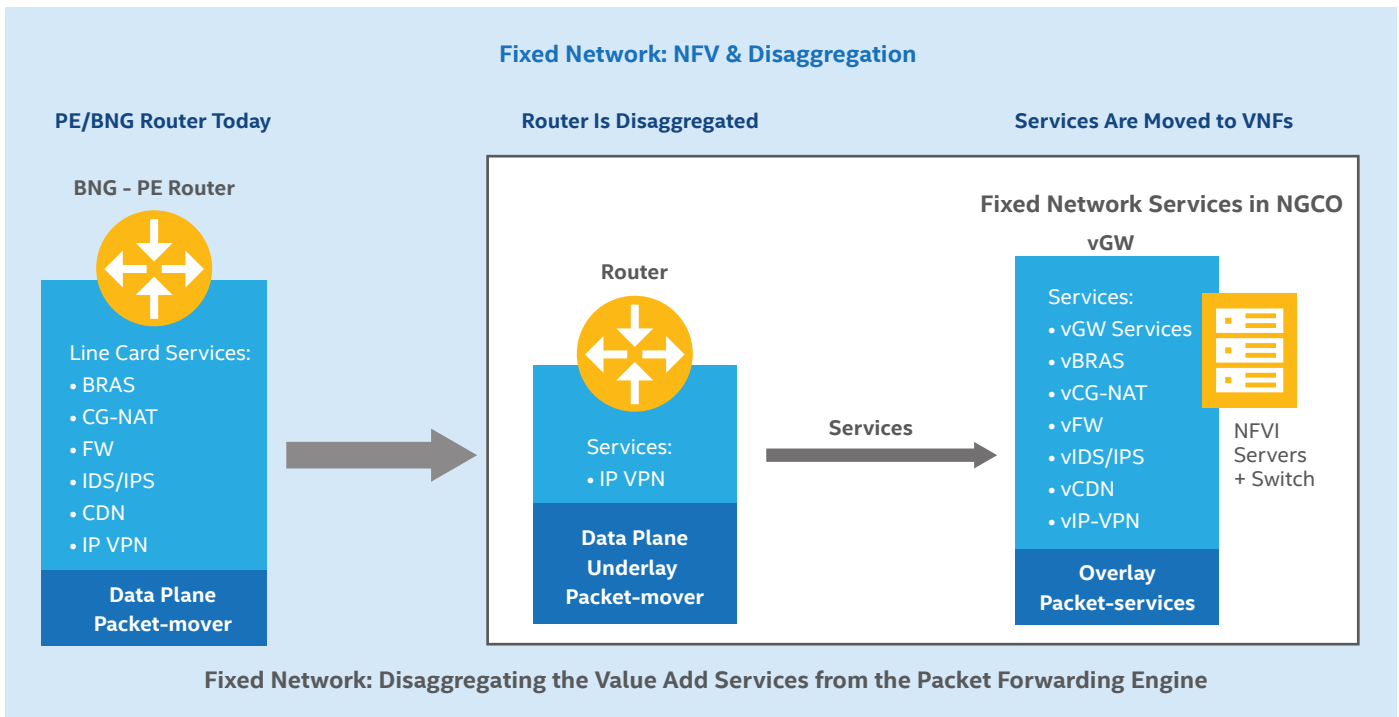 Fixed Network: NFV & Disaggregation
PE/BNG Router Today
BNG - PE Router
Line Card Services:
• BRAS
• CG-NAT
• FW
• IDS/IPS
• CDN
• IP VPN
Data Plane
Packet-mover
Router Is Disaggregated
Router
Services:
• IP VPN
Data Plane
Underlay
Packet-mover
Services
Services Are Moved to VNFs
Fixed Network Services in NGCO
vGW
Services:
• vGW Services
• vBRAS
• vCG-NAT
• vFW
• vIDS/IPS
• vCDN
• vIP-VPN
Overlay
Packet-services
NFVI
Servers
+ Switch
Fixed Network: Disaggregating the Value Add Services from the Packet Forwarding Engine